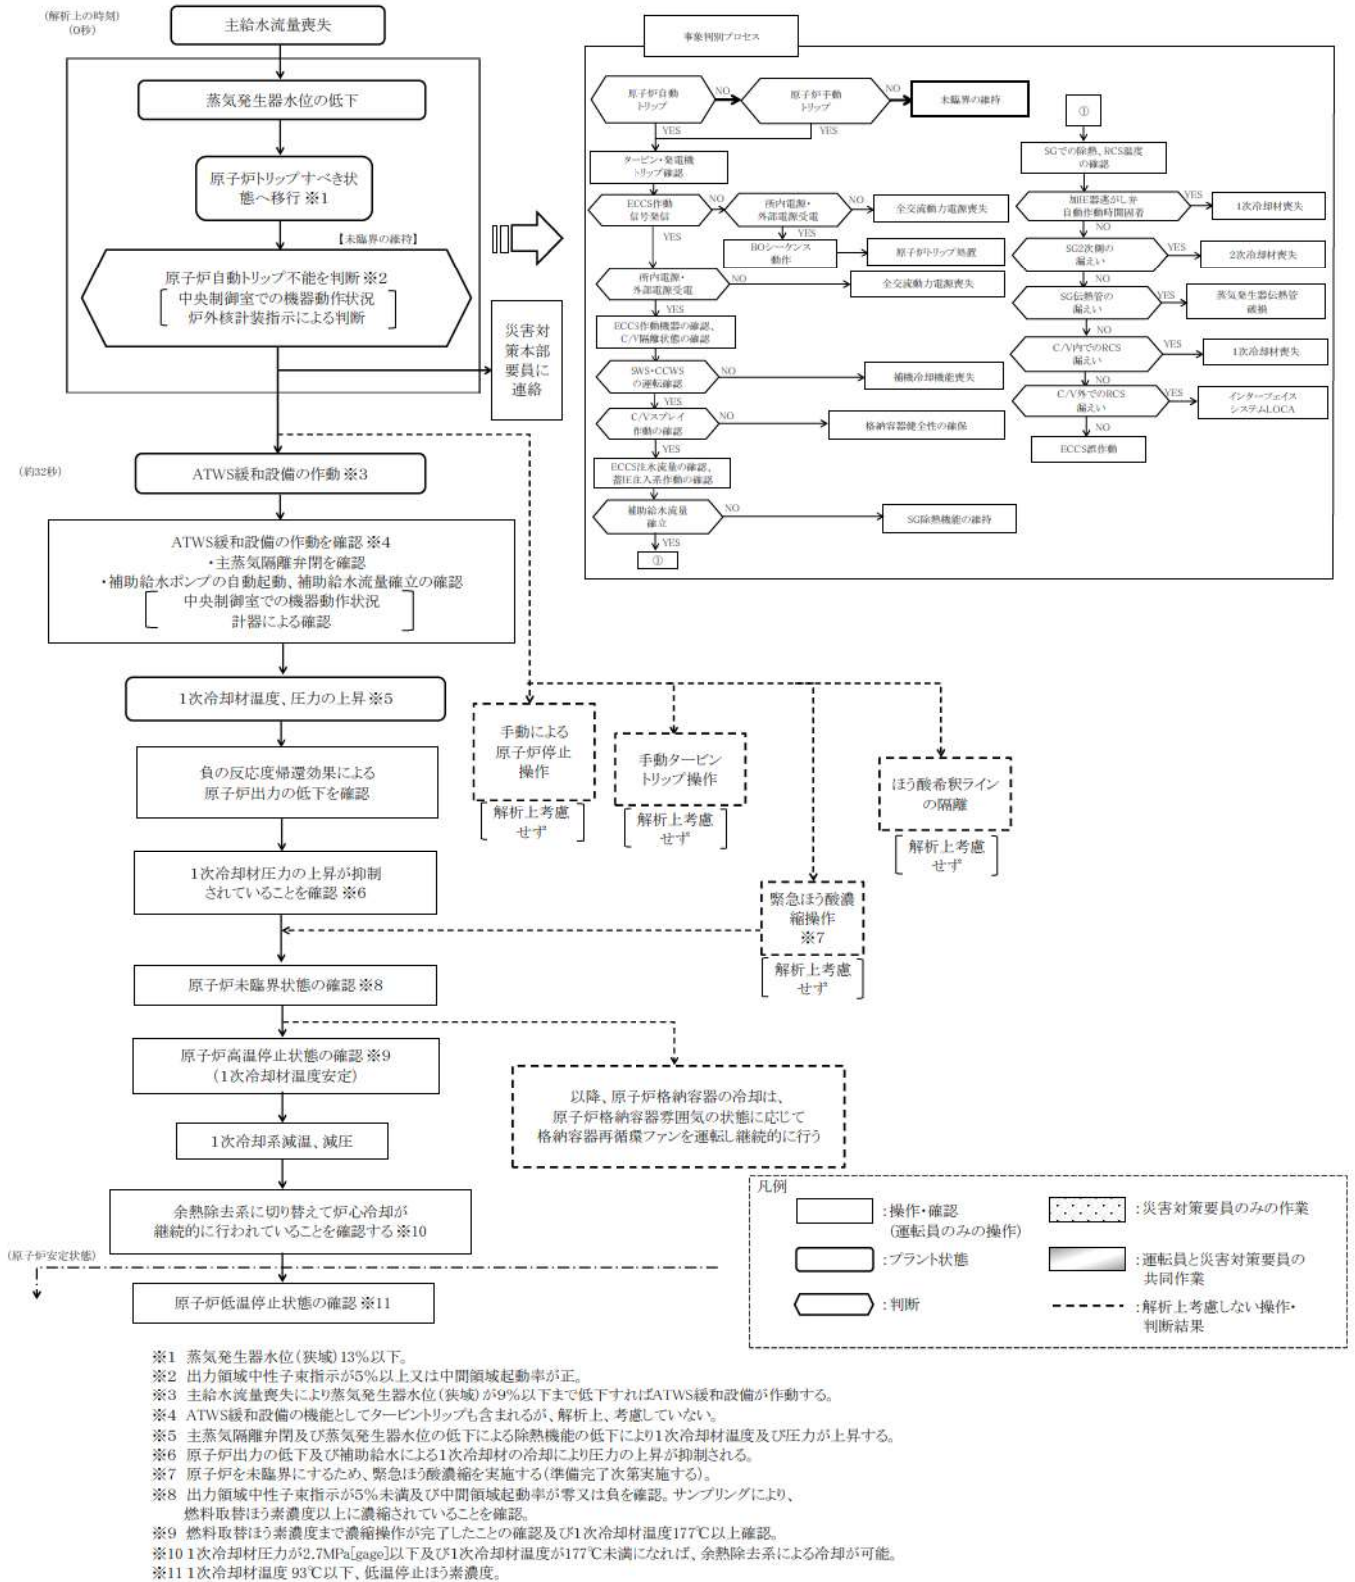 (解析上の時刻)
(0秒)
主給水流量喪失
蒸気発生器水位の低下
原子炉トリップすべき状
態へ移行 ※1
【未臨界の維持】
原子炉自動トリップ不能を判断 ※2
中央制御室での機器動作状況
炉外核計装指示による判断
災害対
策本部
要員に
連絡
(約32秒)
ATWS緩和設備の作動 ※3
ATWS緩和設備の作動を確認 ※4
・主蒸気隔離弁閉を確認
・補助給水ポンプの自動起動、補助給水流量確立の確認
中央制御室での機器動作状況
計器による確認
1次冷却材温度、圧力の上昇 ※5
負の反応度帰還効果による
原子炉出力の低下を確認
1次冷却材圧力の上昇が抑制
されていることを確認 ※6
原子炉未臨界状態の確認 ※8
原子炉高温停止状態の確認 ※9
(1次冷却材温度安定)
1次冷却系減温、減圧
余熱除去系に切り替えて炉心冷却が
継続的に行われていることを確認する ※10
(原子炉安定状態)
原子炉低温停止状態の確認 ※11
手動による
原子炉停止
操作
解析上考慮
せず
手動タービン
トリップ操作
解析上考慮
せず
緊急ほう酸濃
縮操作
※7
解析上考慮
せず
ほう酸希釈ライン
の隔離
解析上考慮
せず
以降、原子炉格納容器の冷却は、
原子炉格納容器雰囲気の状態に応じて
格納容器再循環ファンを運転し継続的に行う
事象判別プロセス
原子炉自動
トリップ
NO
原子炉手動
トリップ
NO
未臨界の維持
YES
YES
タービン・発電機
トリップ確認
ECCS作動
信号発信
NO
所内電源・
外部電源受電
NO
全交流動力電源喪失
YES
YES
BOシーケンス
動作
原子炉トリップ処置
所内電源・
外部電源受電
NO
全交流動力電源喪失
YES
ECCS作動機器の確認、
C/V隔離状態の確認
SWS・CCWS
の運転確認
NO
補機冷却機能喪失
YES
C/Vスプレイ
作動の確認
NO
格納容器健全性の確保
YES
ECCS注水流量の確認、
蓄圧注入系作動の確認
補助給水流量
確立
NO
SG除熱機能の維持
YES
①
①
SGでの除熱、RCS温度
の確認
加圧器逃がし弁
自動作動時開固着
YES
1次冷却材喪失
NO
SG2次側の
漏えい
YES
2次冷却材喪失
NO
SG伝熱管の
漏えい
YES
蒸気発生器伝熱管
破損
NO
C/V内でのRCS
漏えい
YES
1次冷却材喪失
NO
C/V外でのRCS
漏えい
YES
インターフェイス
システムLOCA
NO
ECCS誤作動
凡例
:操作・確認
(運転員のみの操作)
:プラント状態
:判断
:災害対策要員のみの作業
:運転員と災害対策要員の
共同作業
:解析上考慮しない操作・
判断結果
※1 蒸気発生器水位(狭域)13%以下。
※2 出力領域中性子束指示が5%以上又は中間領域起動率が正。
※3 主給水流量喪失により蒸気発生器水位(狭域)が9%以下まで低下すればATWS緩和設備が作動する。
※4 ATWS緩和設備の機能としてタービントリップも含まれるが、解析上、考慮していない。
※5 主蒸気隔離弁閉及び蒸気発生器水位の低下による除熱機能の低下により1次冷却材温度及び圧力が上昇する。
※6 原子炉出力の低下及び補助給水による1次冷却材の冷却により圧力の上昇が抑制される。
※7 原子炉を未臨界にするため、緊急ほう酸濃縮を実施する(準備完了次第実施する)。
※8 出力領域中性子束指示が5%未満及び中間領域起動率が零又は負を確認。サンプリングにより、
燃料取替ほう素濃度以上に濃縮されていることを確認。
※9 燃料取替ほう素濃度まで濃縮操作が完了したことの確認及び1次冷却材温度177℃以上確認。
※10 1次冷却材圧力が2.7MPa[gage]以下及び1次冷却材温度が177℃未満になれば、余熱除去系による冷却が可能。
※11 1次冷却材温度 93℃以下、低温停止ほう素濃度。